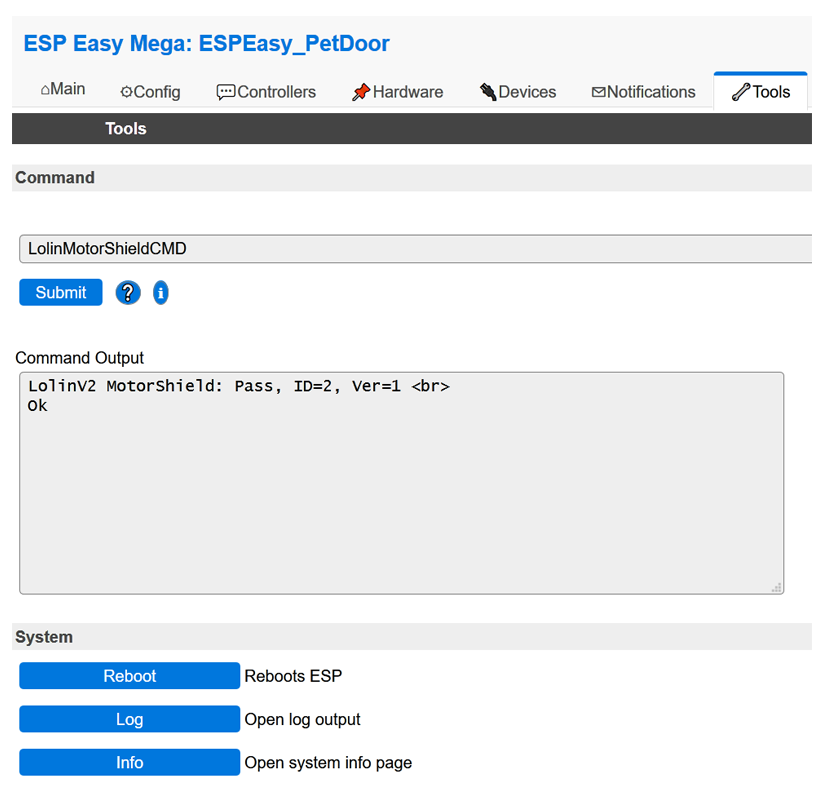 ESP Easy Mega: ESPEasy_PetDoor
Main Config Controllers Hardware Devices Notifications Tools
Tools
Command
LolinMotorShieldCMD
Submit ? i
Command Output
LolinV2 MotorShield: Pass, ID=2, Ver=1 <br>
Ok
System
Reboot Reboots ESP
Log Open log output
Info Open system info page